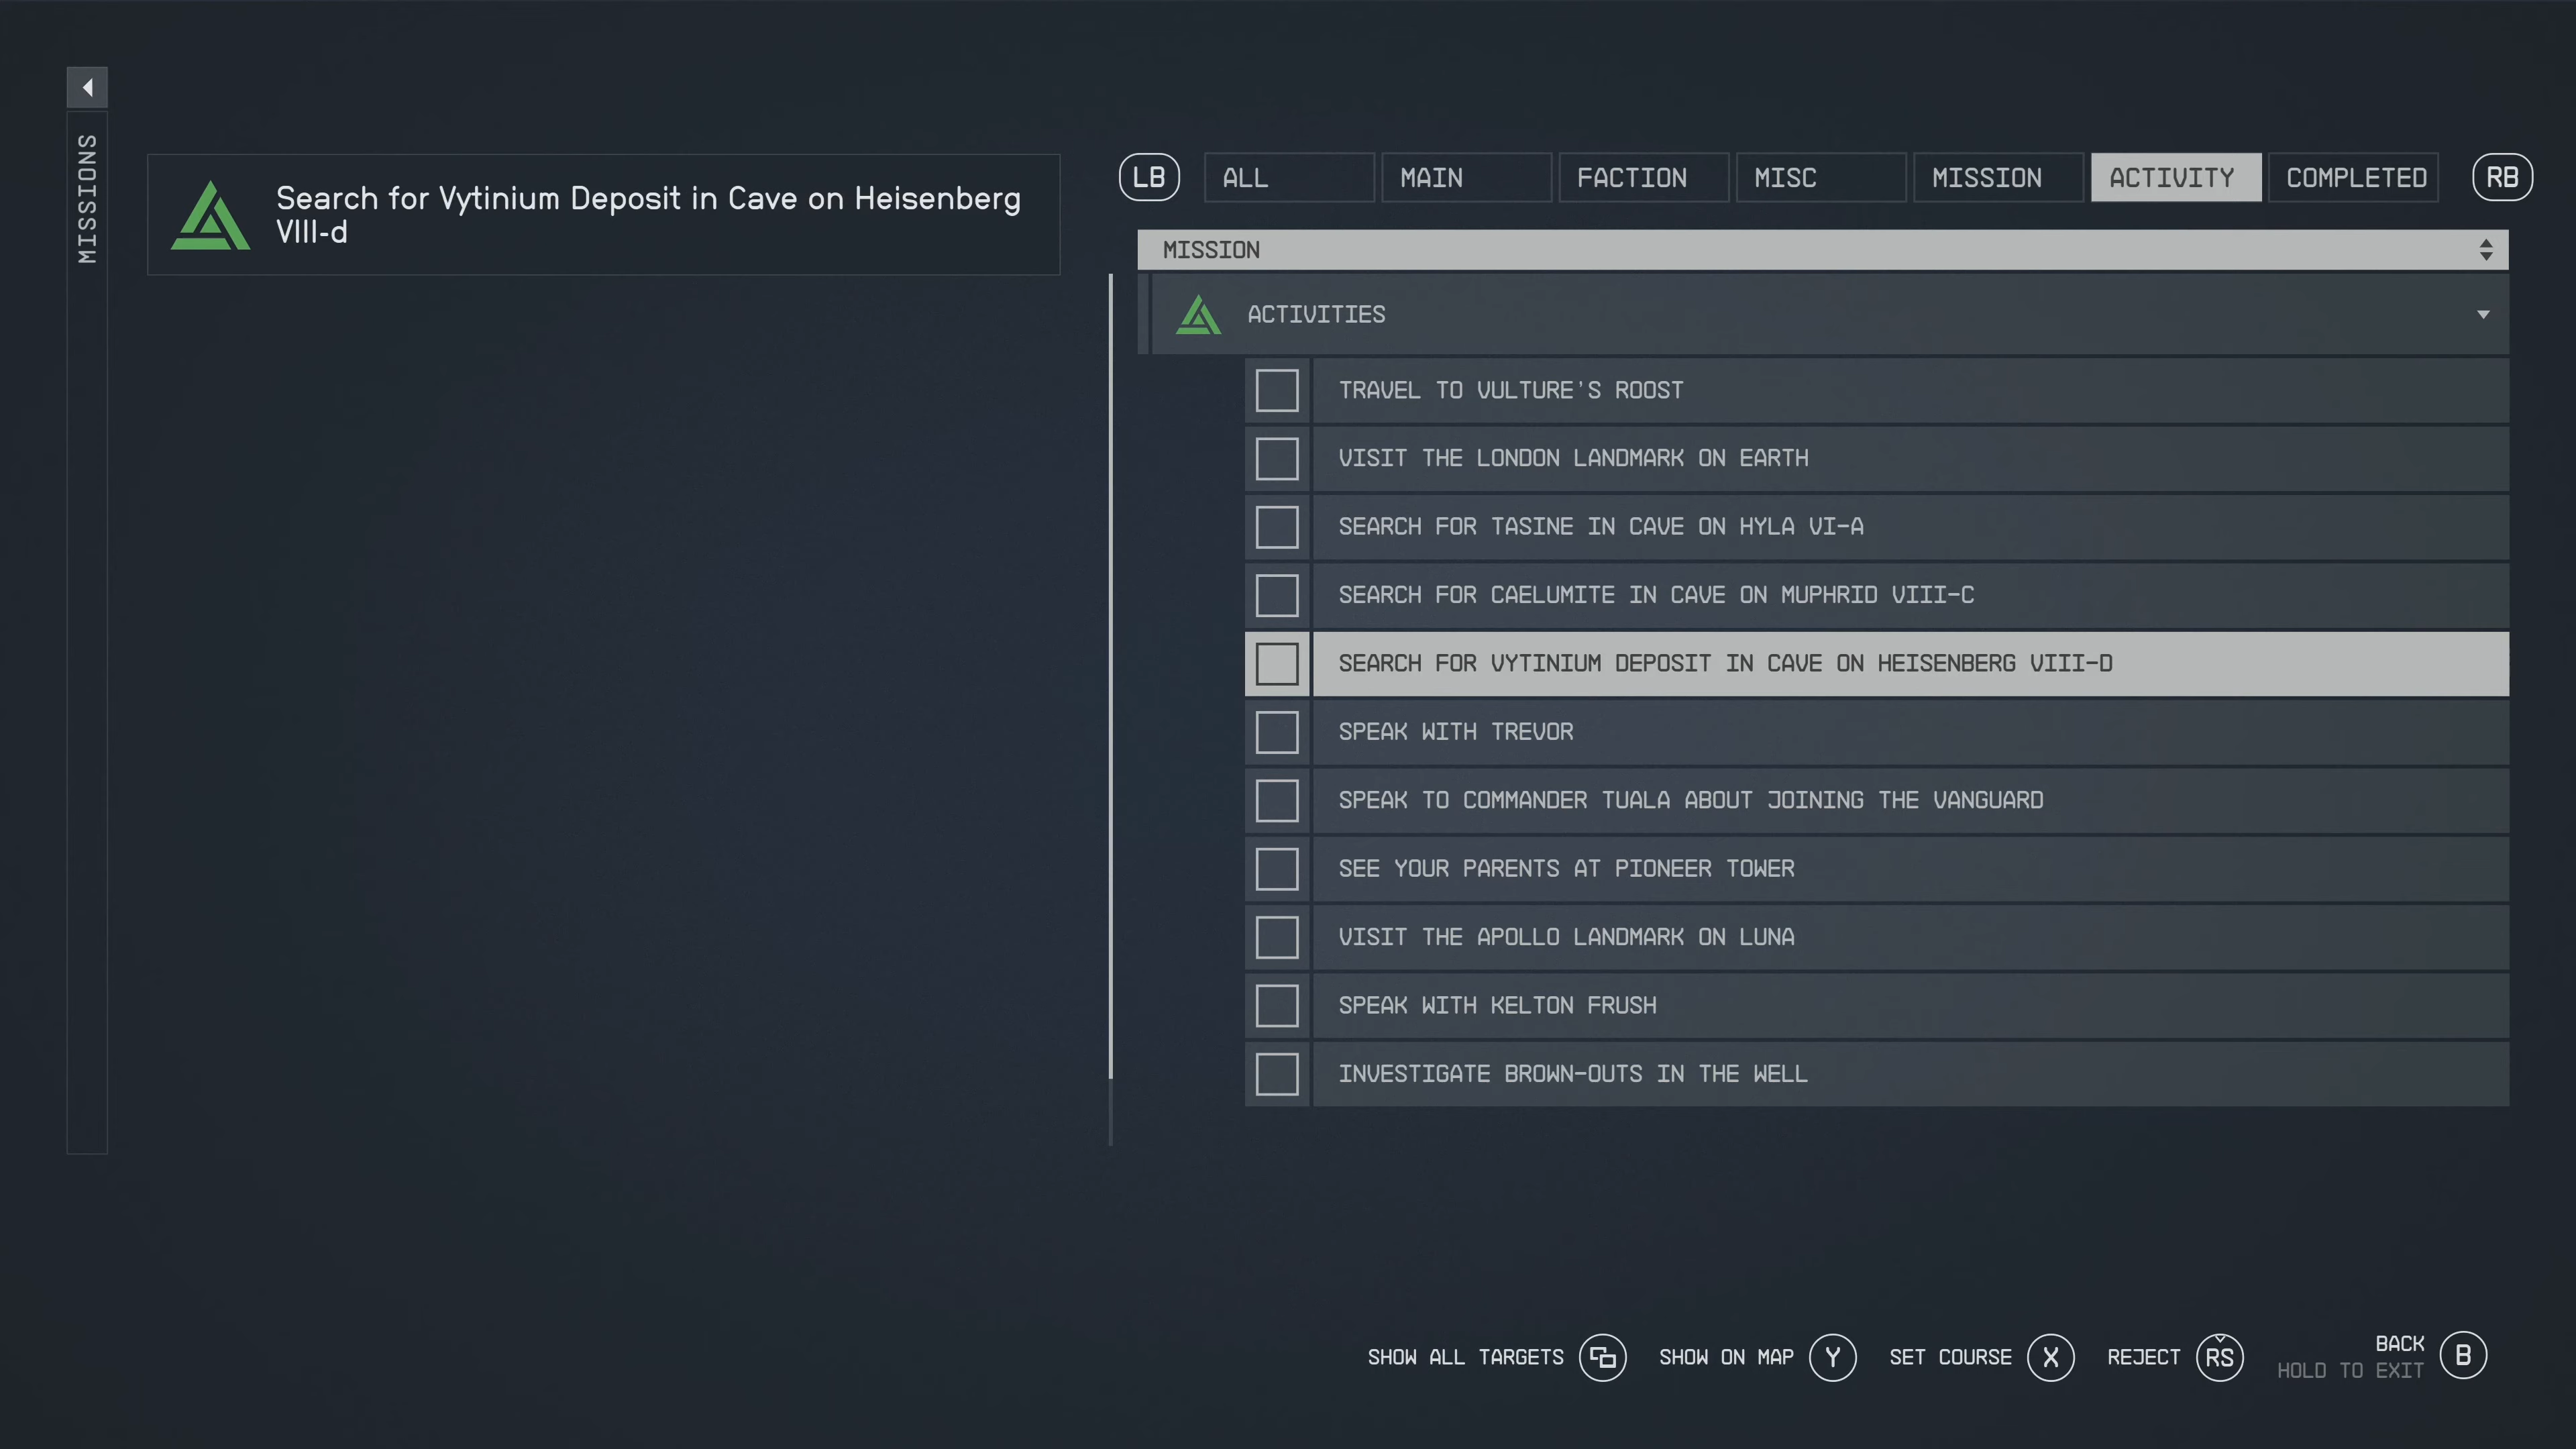 MISSIONS
Search for Vytinium Deposit in Cave on Heisenberg
VIII-d
LB
ALL
MAIN
FACTION
MISC
MISSION
ACTIVITY
COMPLETED
RB
MISSION
ACTIVITIES
TRAVEL TO VULTURE'S ROOST
VISIT THE LONDON LANDMARK ON EARTH
SEARCH FOR TASINE IN CAVE ON HYLA VI-A
SEARCH FOR CAELUMITE IN CAVE ON MUPHRID VIII-C
SEARCH FOR VYTINIUM DEPOSIT IN CAVE ON HEISENBERG VIII-D
SPEAK WITH TREVOR
SPEAK TO COMMANDER TUALA ABOUT JOINING THE VANGUARD
SEE YOUR PARENTS AT PIONEER TOWER
VISIT THE APOLLO LANDMARK ON LUNA
SPEAK WITH KELTON FRUSH
INVESTIGATE BROWN-OUTS IN THE WELL
SHOW ALL TARGETS
SHOW ON MAP Y
SET COURSE X
REJECT RS
BACK B
HOLD TO EXIT